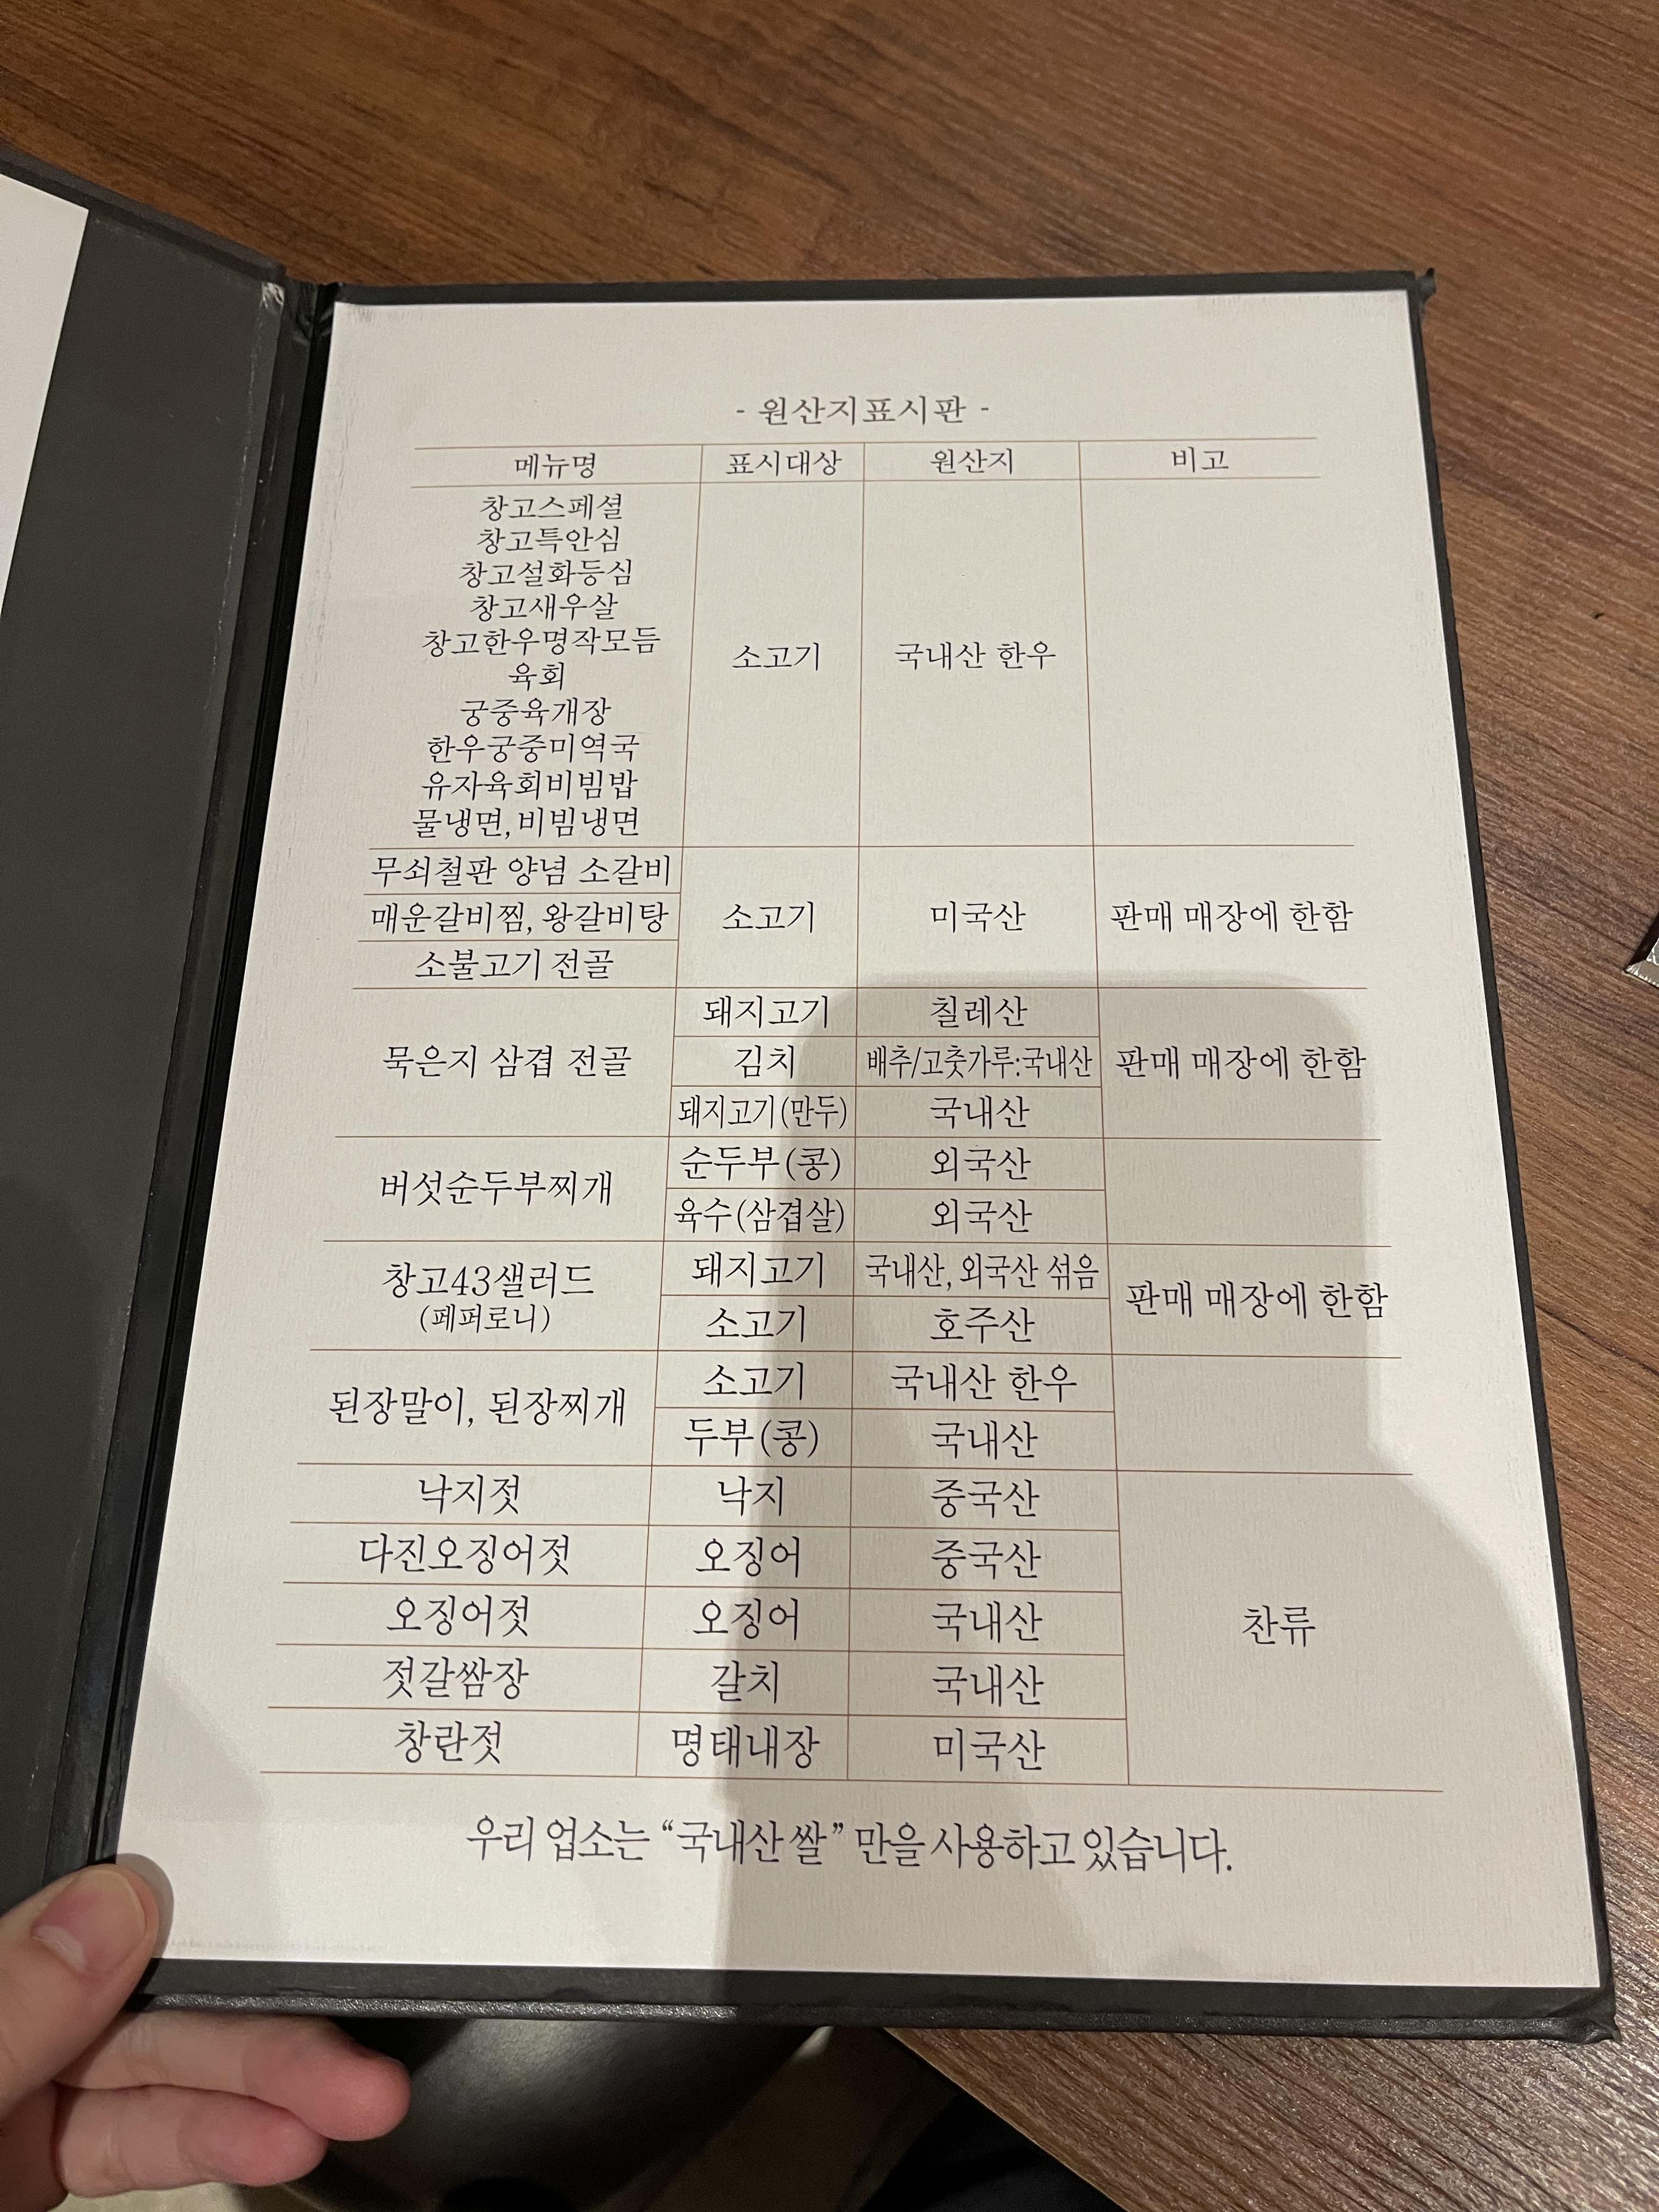 - 원산지표시판 -
메뉴명 표시대상 원산지 비고
창고스페셜
창고특안심
창고설화등심
창고새우살
창고한우명작모듬
육회
궁중육개장
한우궁중미역국
유자육회비빔밥
물냉면, 비빔냉면
소고기 국내산 한우
무쇠철판 양념 소갈비
매운갈비찜, 왕갈비탕
소불고기 전골
소고기 미국산 판매 매장에 한함
묵은지 삼겹 전골
돼지고기 칠레산
김치 배추/고춧가루:국내산
돼지고기(만두) 국내산
판매 매장에 한함
버섯순두부찌개
순두부(콩) 외국산
육수(삼겹살) 외국산
창고43샐러드
(페퍼로니)
돼지고기 국내산, 외국산 섞음
소고기 호주산
판매 매장에 한함
된장말이, 된장찌개
소고기 국내산 한우
두부(콩) 국내산
낙지젓 낙지 중국산
다진오징어젓 오징어 중국산
오징어젓 오징어 국내산
젓갈쌈장 갈치 국내산
창란젓 명태내장 미국산
찬류
우리 업소는 “국내산 쌀” 만을 사용하고 있습니다.